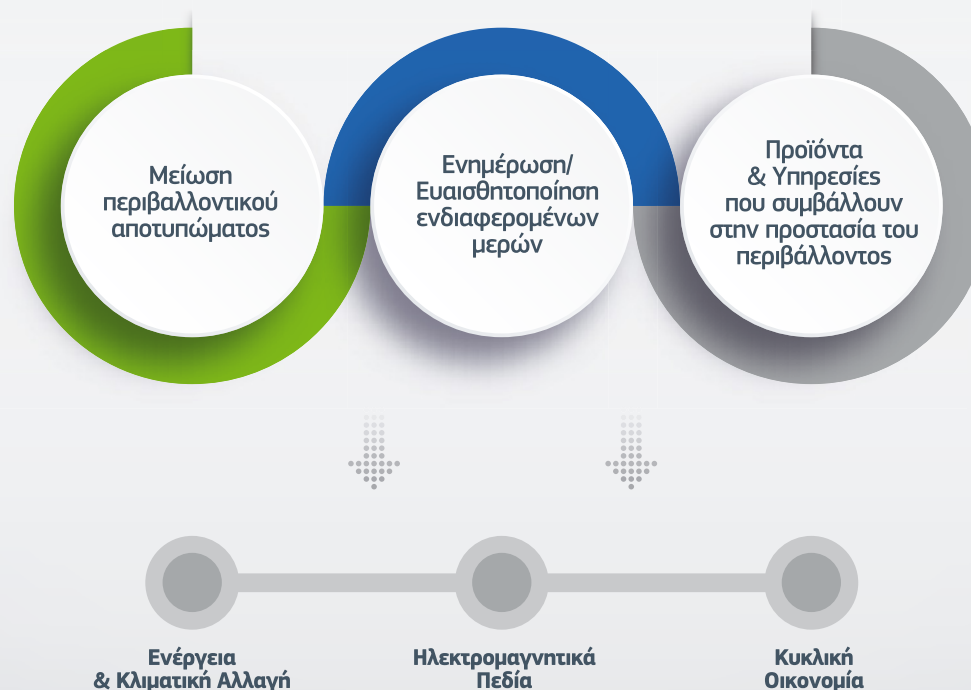 Μείωση
περιβαλλοντικού
αποτυπώματος
Ενημέρωση/
Ευαισθητοποίηση
ενδιαφερομένων
μερών
Προϊόντα
& Υπηρεσίες
που συμβάλλουν
στην προστασία του
περιβάλλοντος
Ενέργεια
& Κλιματική Αλλαγή
Ηλεκτρομαγνητικά
Πεδία
Κυκλική
Οικονομία